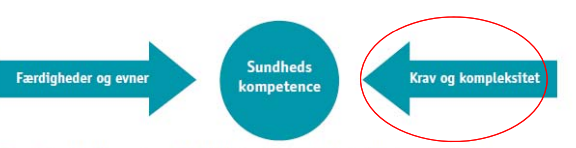 Færdigheder og evner
Sundheds
kompetence
Krav og kompleksitet